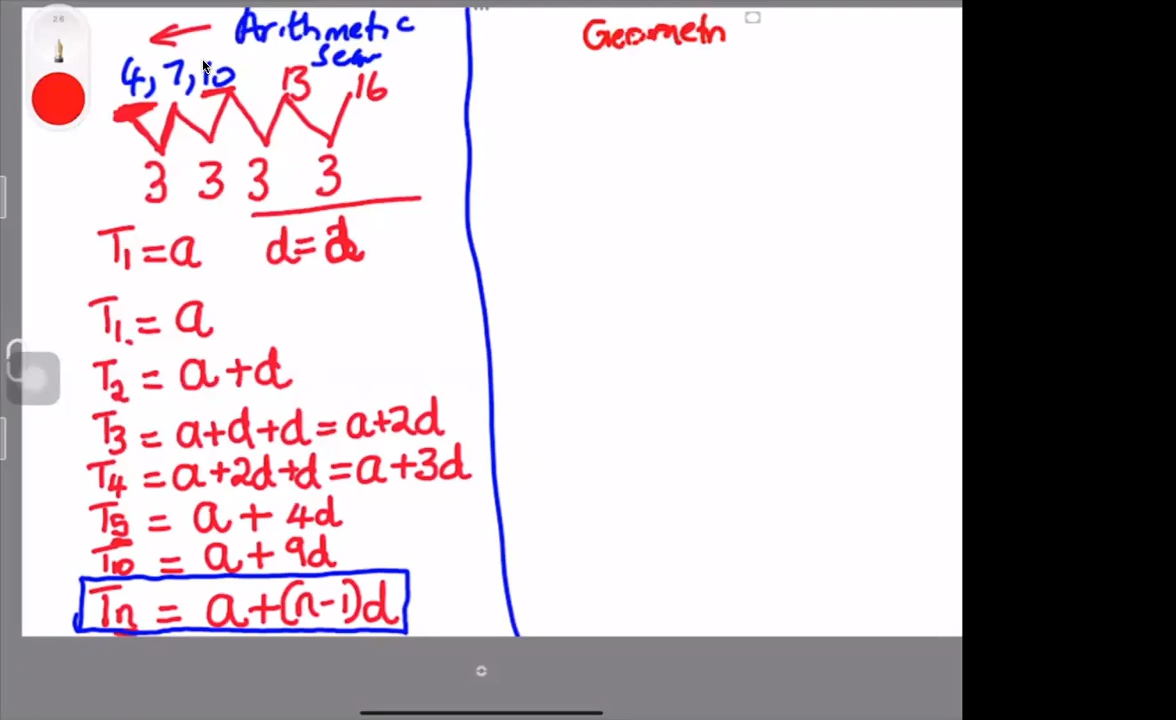 Arithmetic
Seq
4, 7, 10 13 16
3 3 3 3
T1 = a d = d
T1. = a
T2 = a+d
T3 = a+d+d = a+2d
T4 = a+2d+d = a+3d
T5 = a + 4d
T10 = a + 9d
Tn = a+(n-1)d
Geometri